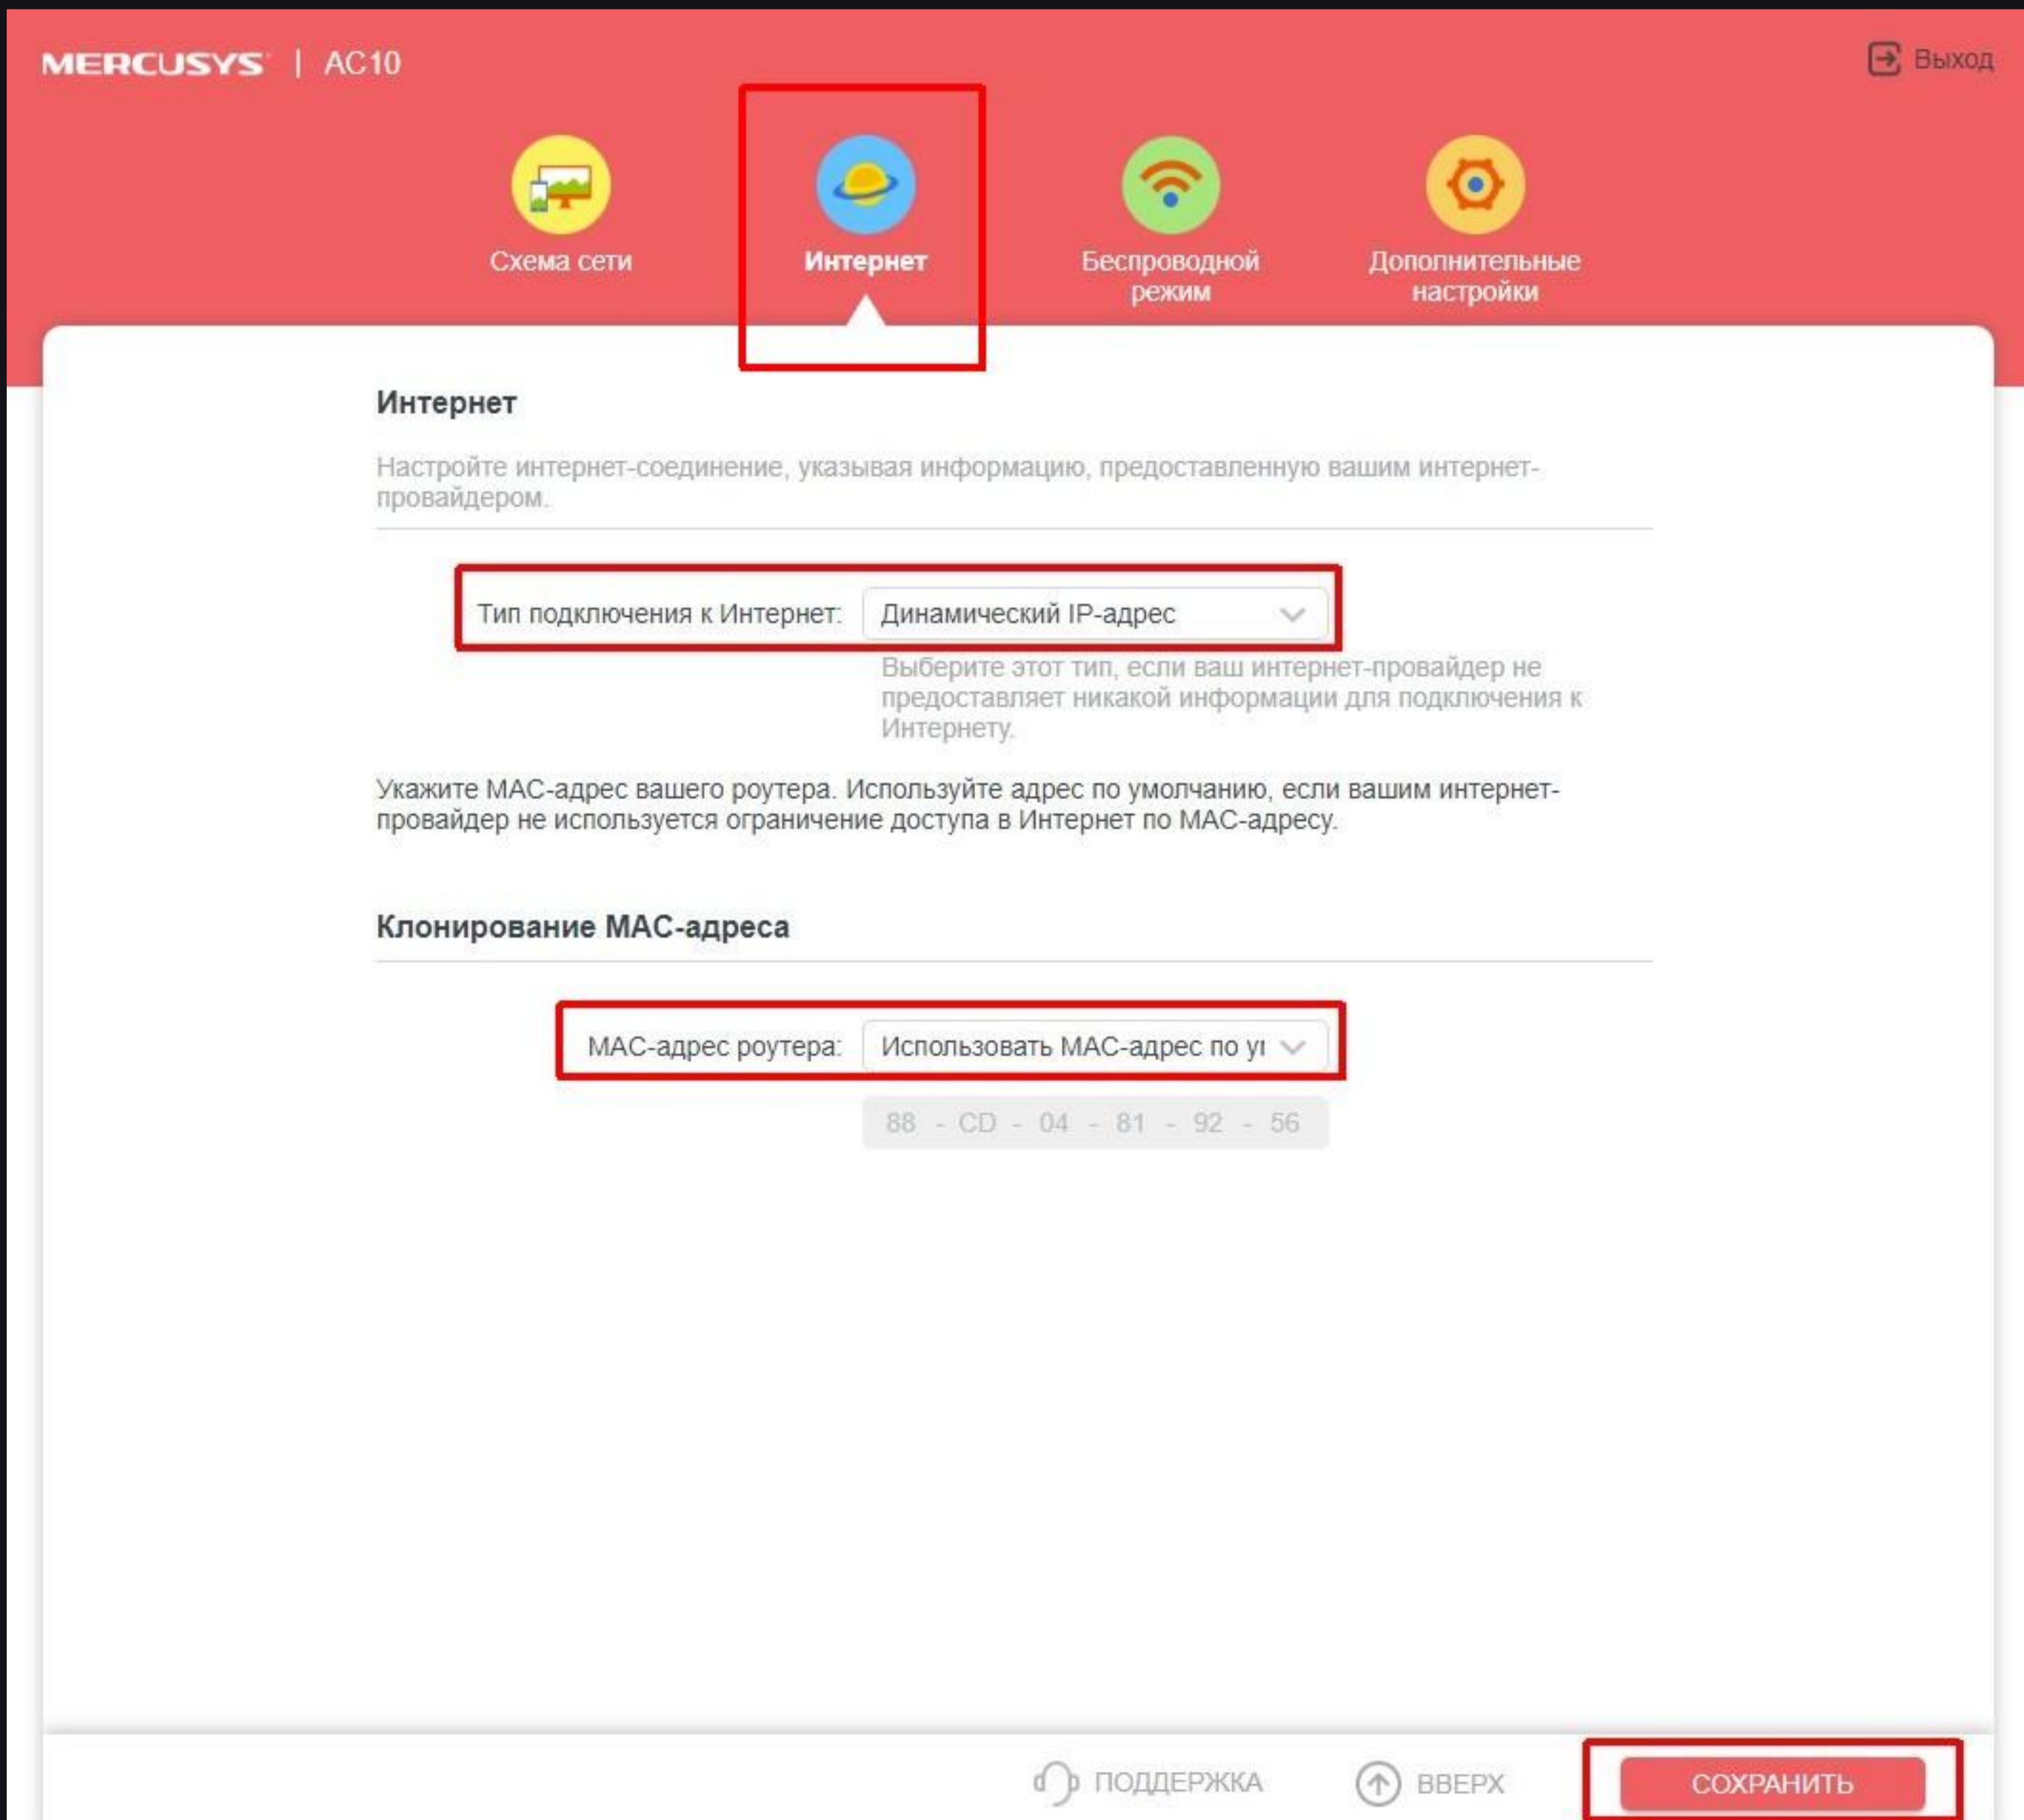 MERCUSYS | AC10
Выход
Схема сети
Интернет
Беспроводной
режим
Дополнительные
настройки
Интернет
Настройте интернет-соединение, указывая информацию, предоставленную вашим интернет-
провайдером.
Тип подключения к Интернет: Динамический IP-адрес
Выберите этот тип, если ваш интернет-провайдер не
предоставляет никакой информации для подключения к
Интернету.
Укажите MAC-адрес вашего роутера. Используйте адрес по умолчанию, если вашим интернет-
провайдер не используется ограничение доступа в Интернет по MAC-адресу.
Клонирование MAC-адреса
MAC-адрес роутера: Использовать MAC-адрес по
88 - CD - 04 - 81 - 92 - 56
ПОДДЕРЖКА
ВВЕРХ
СОХРАНИТЬ